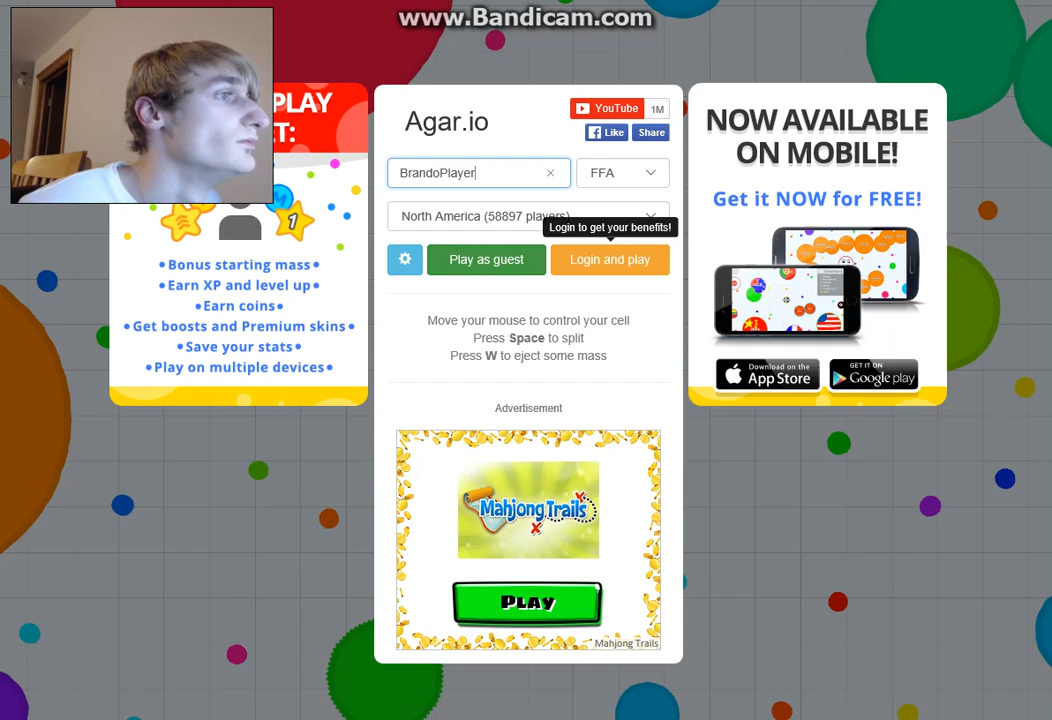 www.Bandicam.com
PLAY
ET:
M
1
•Bonus starting mass•
•Earn XP and level up•
•Earn coins•
•Get boosts and Premium skins•
•Save your stats•
•Play on multiple devices•
Agar.io
YouTube 1M
Like Share
BrandoPlayer × FFA
North America (58897 players)
Login to get your benefits!
Play as guest Login and play
Move your mouse to control your cell
Press Space to split
Press W to eject some mass
Advertisement
Mahjong Trails
PLAY
Mahjong Trails
NOW AVAILABLE
ON MOBILE!
Get it NOW for FREE!
Download on the
App Store
GET IT ON
Google play